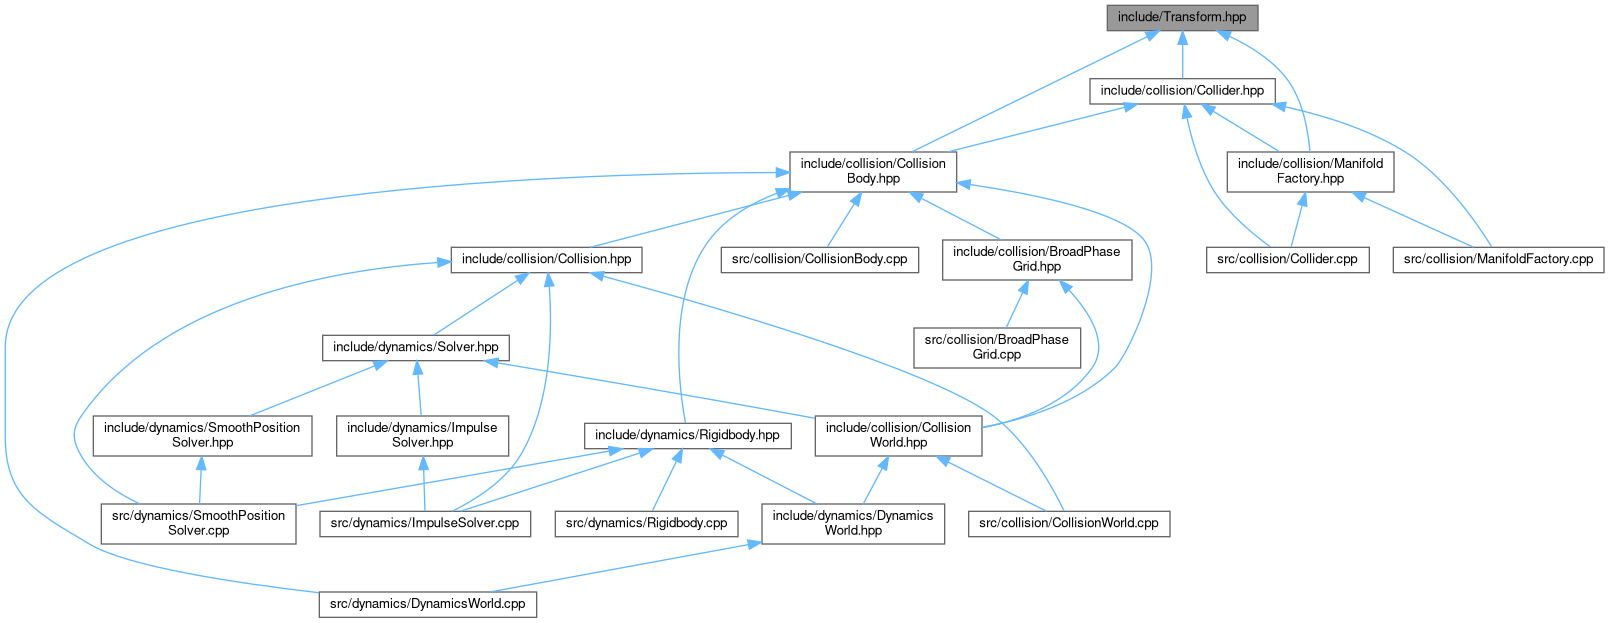 include/Transform.hpp
include/collision/Collider.hpp
include/collision/Collision
Body.hpp
include/collision/Manifold
Factory.hpp
include/collision/Collision.hpp
src/collision/CollisionBody.cpp
include/collision/BroadPhase
Grid.hpp
src/collision/Collider.cpp
src/collision/ManifoldFactory.cpp
include/dynamics/Solver.hpp
src/collision/BroadPhase
Grid.cpp
include/dynamics/SmoothPosition
Solver.hpp
include/dynamics/Impulse
Solver.hpp
include/dynamics/Rigidbody.hpp
include/collision/Collision
World.hpp
src/dynamics/SmoothPosition
Solver.cpp
src/dynamics/ImpulseSolver.cpp
src/dynamics/Rigidbody.cpp
include/dynamics/Dynamics
World.hpp
src/collision/CollisionWorld.cpp
src/dynamics/DynamicsWorld.cpp